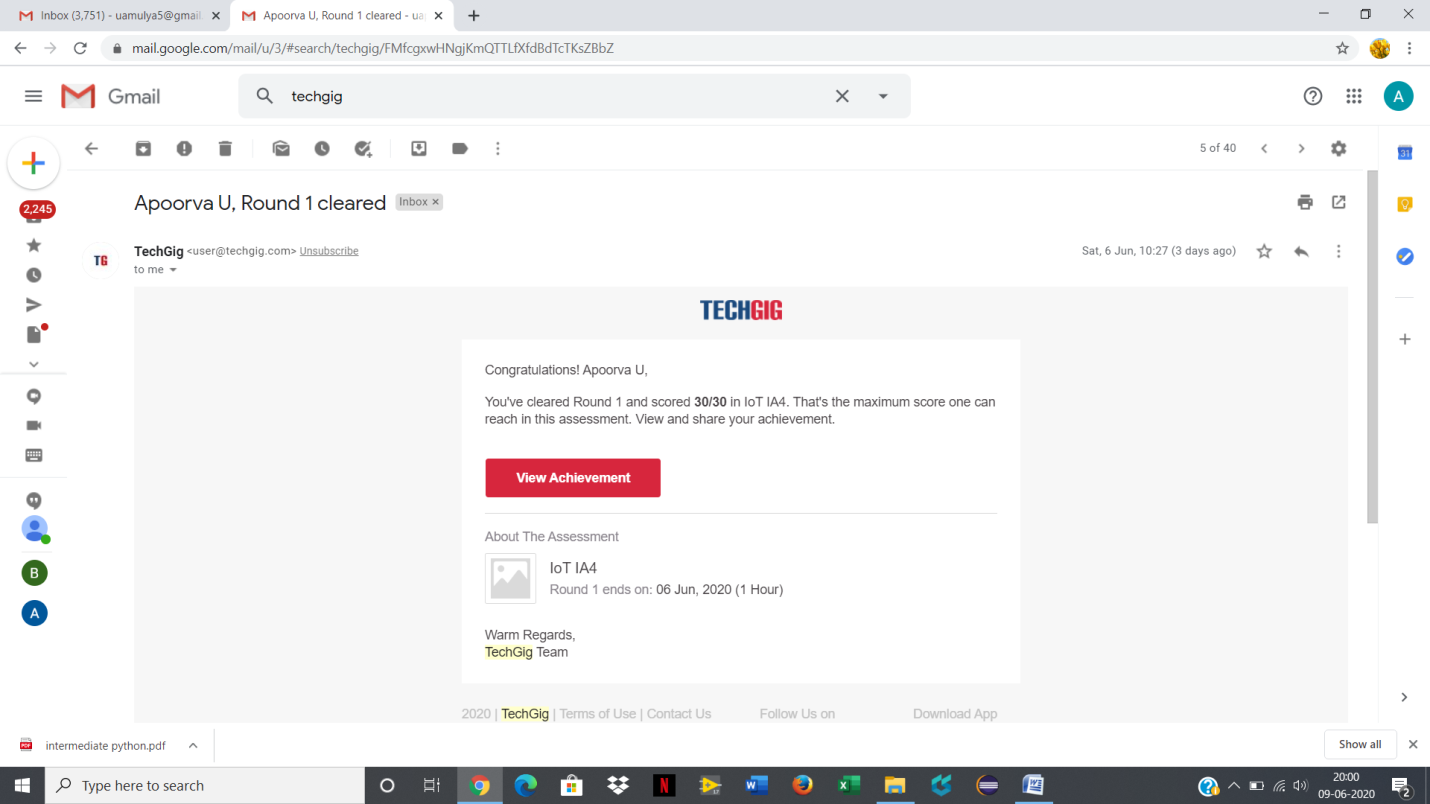 Inbox (3,751) - uamulya5@gmail.
Apoorva U, Round 1 cleared - ua
mail.google.com/mail/u/3/#search/techgig/FMfcgxwHNgjKmQTTLfXfdBdTcTKsZBbZ
Gmail
techgig
A
5 of 40
31
2,245
Apoorva U, Round 1 cleared
Inbox x
TG
TechGig <user@techgig.com> Unsubscribe
Sat, 6 Jun, 10:27 (3 days ago)
to me
TECHGIG
Congratulations! Apoorva U,
You've cleared Round 1 and scored 30/30 in IoT IA4. That's the maximum score one can
reach in this assessment. View and share your achievement.
View Achievement
About The Assessment
IoT IA4
Round 1 ends on: 06 Jun, 2020 (1 Hour)
B
A
Warm Regards,
TechGig Team
2020 | TechGig | Terms of Use | Contact Us
Follow Us on
Download App
PDF
intermediate python.pdf
Show all
Type here to search
20:00
09-06-2020
2